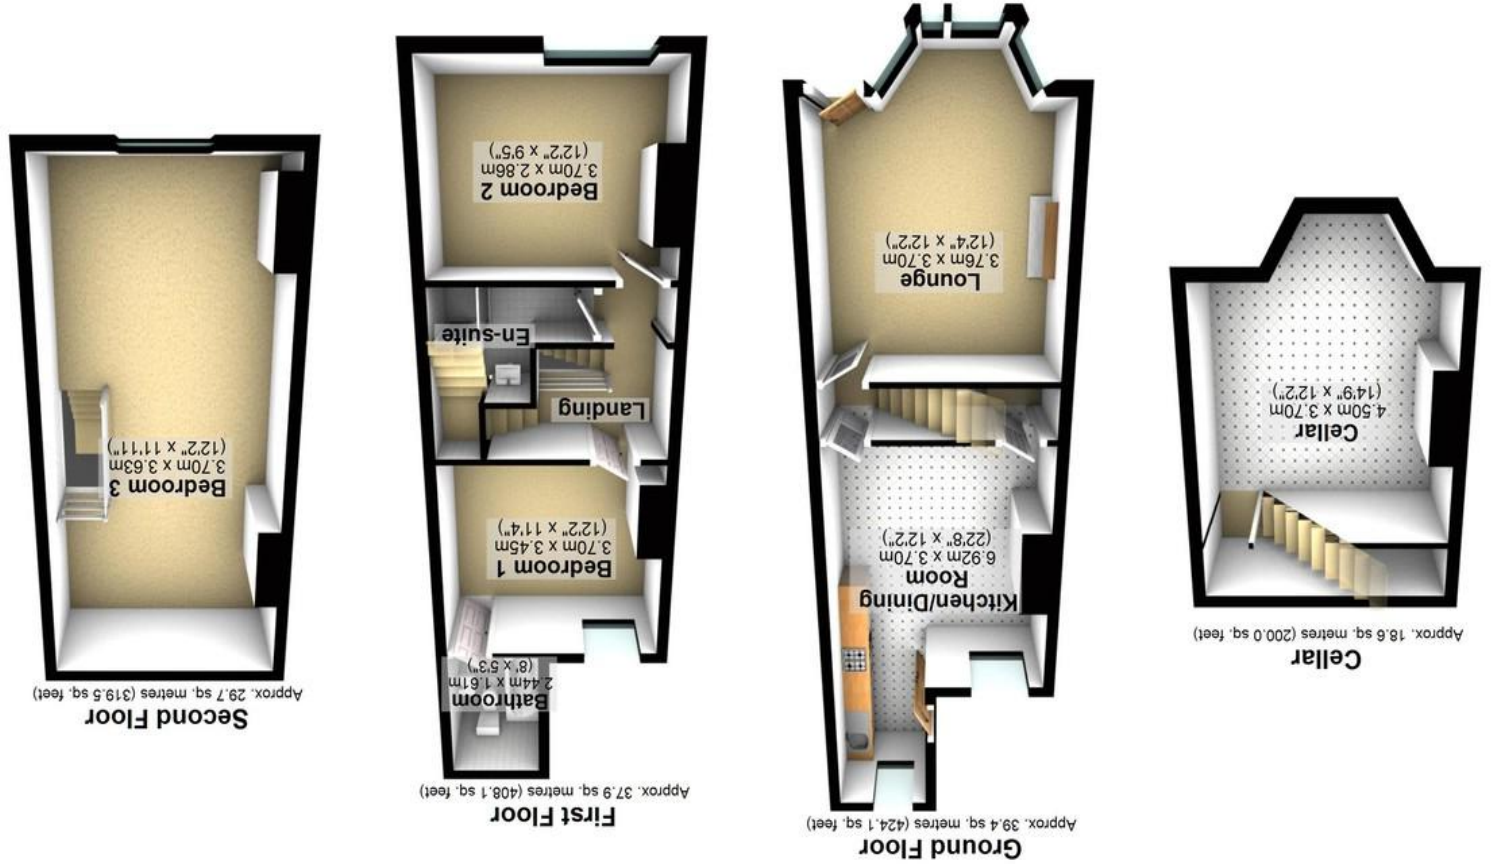 Cellar
Approx. 18.6 sq. metres (200.0 sq. feet)
Cellar
4.50m x 3.70m
(14'9" x 12'2")
Ground Floor
Approx. 39.4 sq. metres (424.1 sq. feet)
Kitchen/Dining
Room
6.92m x 3.70m
(22'8" x 12'2")
Lounge
3.76m x 3.70m
(12'4" x 12'2")
First Floor
Approx. 37.9 sq. metres (408.1 sq. feet)
Bathroom
2.44m x 1.61m
(8' x 5'3")
Bedroom 1
3.70m x 3.45m
(12'2" x 11'4")
Landing
En-suite
Bedroom 2
3.70m x 2.86m
(12'2" x 9'5")
Second Floor
Approx. 29.7 sq. metres (319.5 sq. feet)
Bedroom 3
3.70m x 3.63m
(12'2" x 11'11")